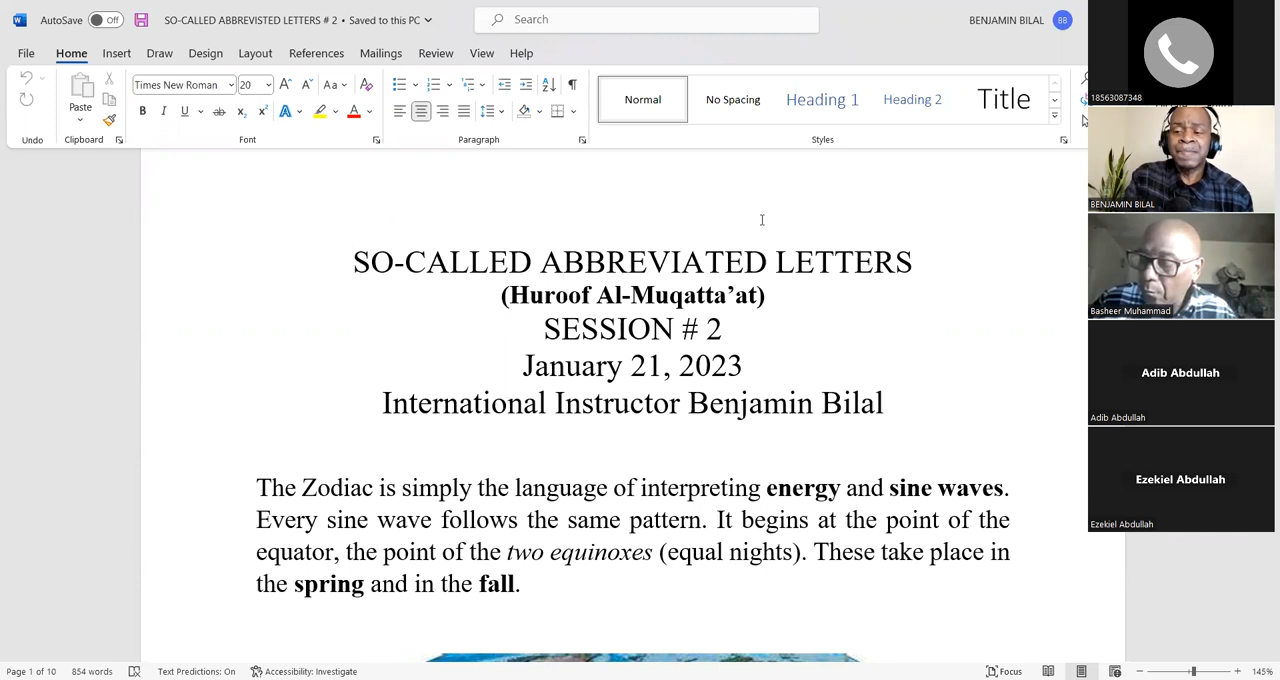 AutoSave Off SO-CALLED ABBREVISTED LETTERS # 2 • Saved to this PC Search BENJAMIN BILAL BB
File Home Insert Draw Design Layout References Mailings Review View Help
Paste Times New Roman 20 Aa Normal No Spacing Heading 1 Heading 2 Title
Undo Clipboard Font Paragraph Styles
SO-CALLED ABBREVIATED LETTERS
(Huroof Al-Muqatta’at)
SESSION # 2
January 21, 2023
International Instructor Benjamin Bilal
The Zodiac is simply the language of interpreting energy and sine waves.
Every sine wave follows the same pattern. It begins at the point of the
equator, the point of the two equinoxes (equal nights). These take place in
the spring and in the fall.
Page 1 of 10 854 words Text Predictions: On Accessibility: Investigate Focus 145%
18563087348
BENJAMIN BILAL
Basheer Muhammad
Adib Abdullah
Adib Abdullah
Ezekiel Abdullah
Ezekiel Abdullah